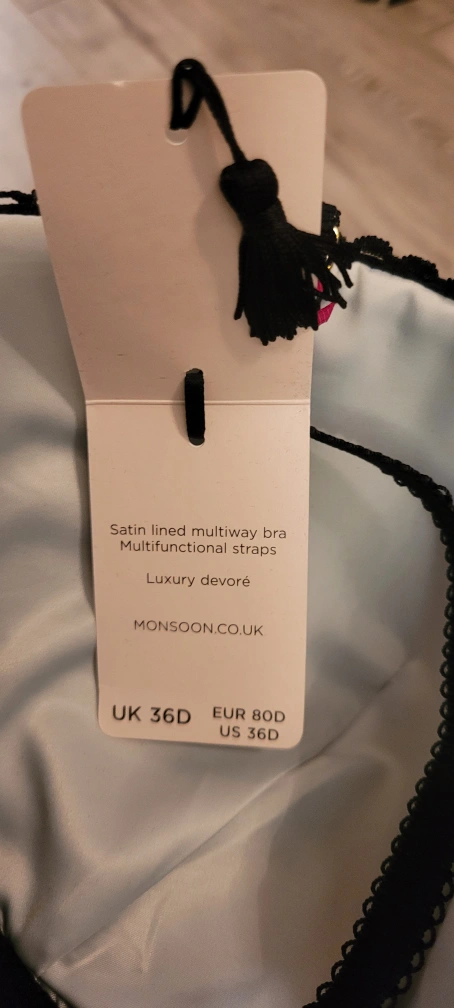 Satin lined multiway bra
Multifunctional straps
Luxury devoré
MONSOON.CO.UK
UK 36D
EUR 80D
US 36D